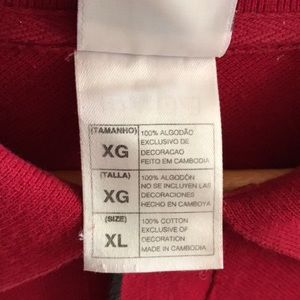 (TAMANHO)
XG
100% ALGODÃO
EXCLUSIVO DE
DECORACAO
FEITO EM CAMBODIA
(TALLA)
XG
100% ALGODÓN
NO SE INCLUYEN LAS
DECORACIONES
HECHO EN CAMBOYA
(SIZE)
XL
100% COTTON
EXCLUSIVE OF
DECORATION
MADE IN CAMBODIA